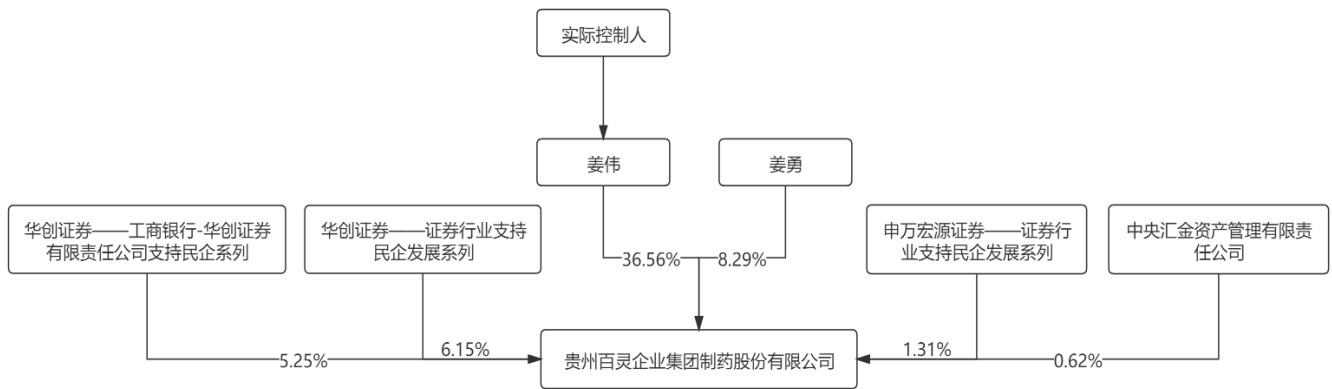 实际控制人
姜伟
姜勇
华创证券——工商银行-华创证券
有限责任公司支持民企系列
华创证券——证券行业支持
民企发展系列
申万宏源证券——证券行
业支持民企发展系列
中央汇金资产管理有限责
任公司
36.56%
8.29%
5.25%
6.15%
贵州百灵企业集团制药股份有限公司
1.31%
0.62%